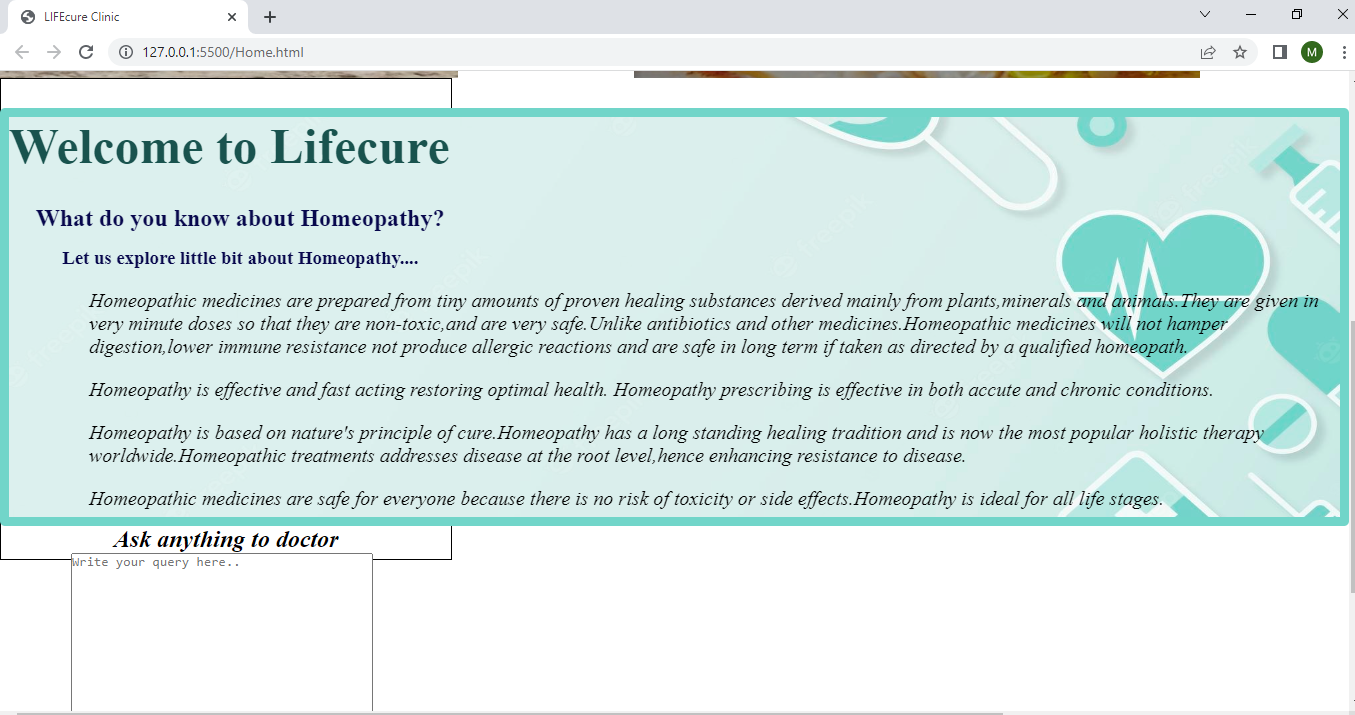 LIFEcure Clinic
127.0.0.1:5500/Home.html
M
Welcome to Lifecure
What do you know about Homeopathy?
Let us explore little bit about Homeopathy....
Homeopathic medicines are prepared from tiny amounts of proven healing substances derived mainly from plants,minerals and animals.They are given in
very minute doses so that they are non-toxic,and are very safe.Unlike antibiotics and other medicines.Homeopathic medicines will not hamper
digestion,lower immune resistance not produce allergic reactions and are safe in long term if taken as directed by a qualified homeopath.
Homeopathy is effective and fast acting restoring optimal health. Homeopathy prescribing is effective in both accute and chronic conditions.
Homeopathy is based on nature's principle of cure.Homeopathy has a long standing healing tradition and is now the most popular holistic therapy
worldwide.Homeopathic treatments addresses disease at the root level,hence enhancing resistance to disease.
Homeopathic medicines are safe for everyone because there is no risk of toxicity or side effects.Homeopathy is ideal for all life stages.
Ask anything to doctor
Write your query here..